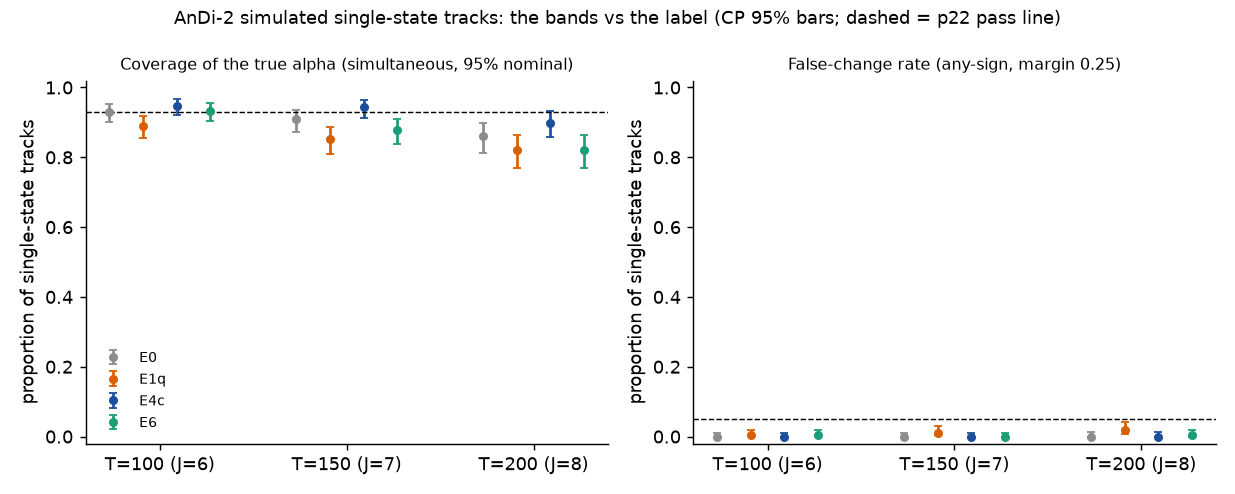 AnDi-2 simulated single-state tracks: the bands vs the label (CP 95% bars; dashed = p22 pass line)
Coverage of the true alpha (simultaneous, 95% nominal)
proportion of single-state tracks
1.0
0.8
0.6
0.4
0.2
0.0
E0
E1q
E4c
E6
T=100 (J=6)
T=150 (J=7)
T=200 (J=8)
False-change rate (any-sign, margin 0.25)
proportion of single-state tracks
1.0
0.8
0.6
0.4
0.2
0.0
T=100 (J=6)
T=150 (J=7)
T=200 (J=8)